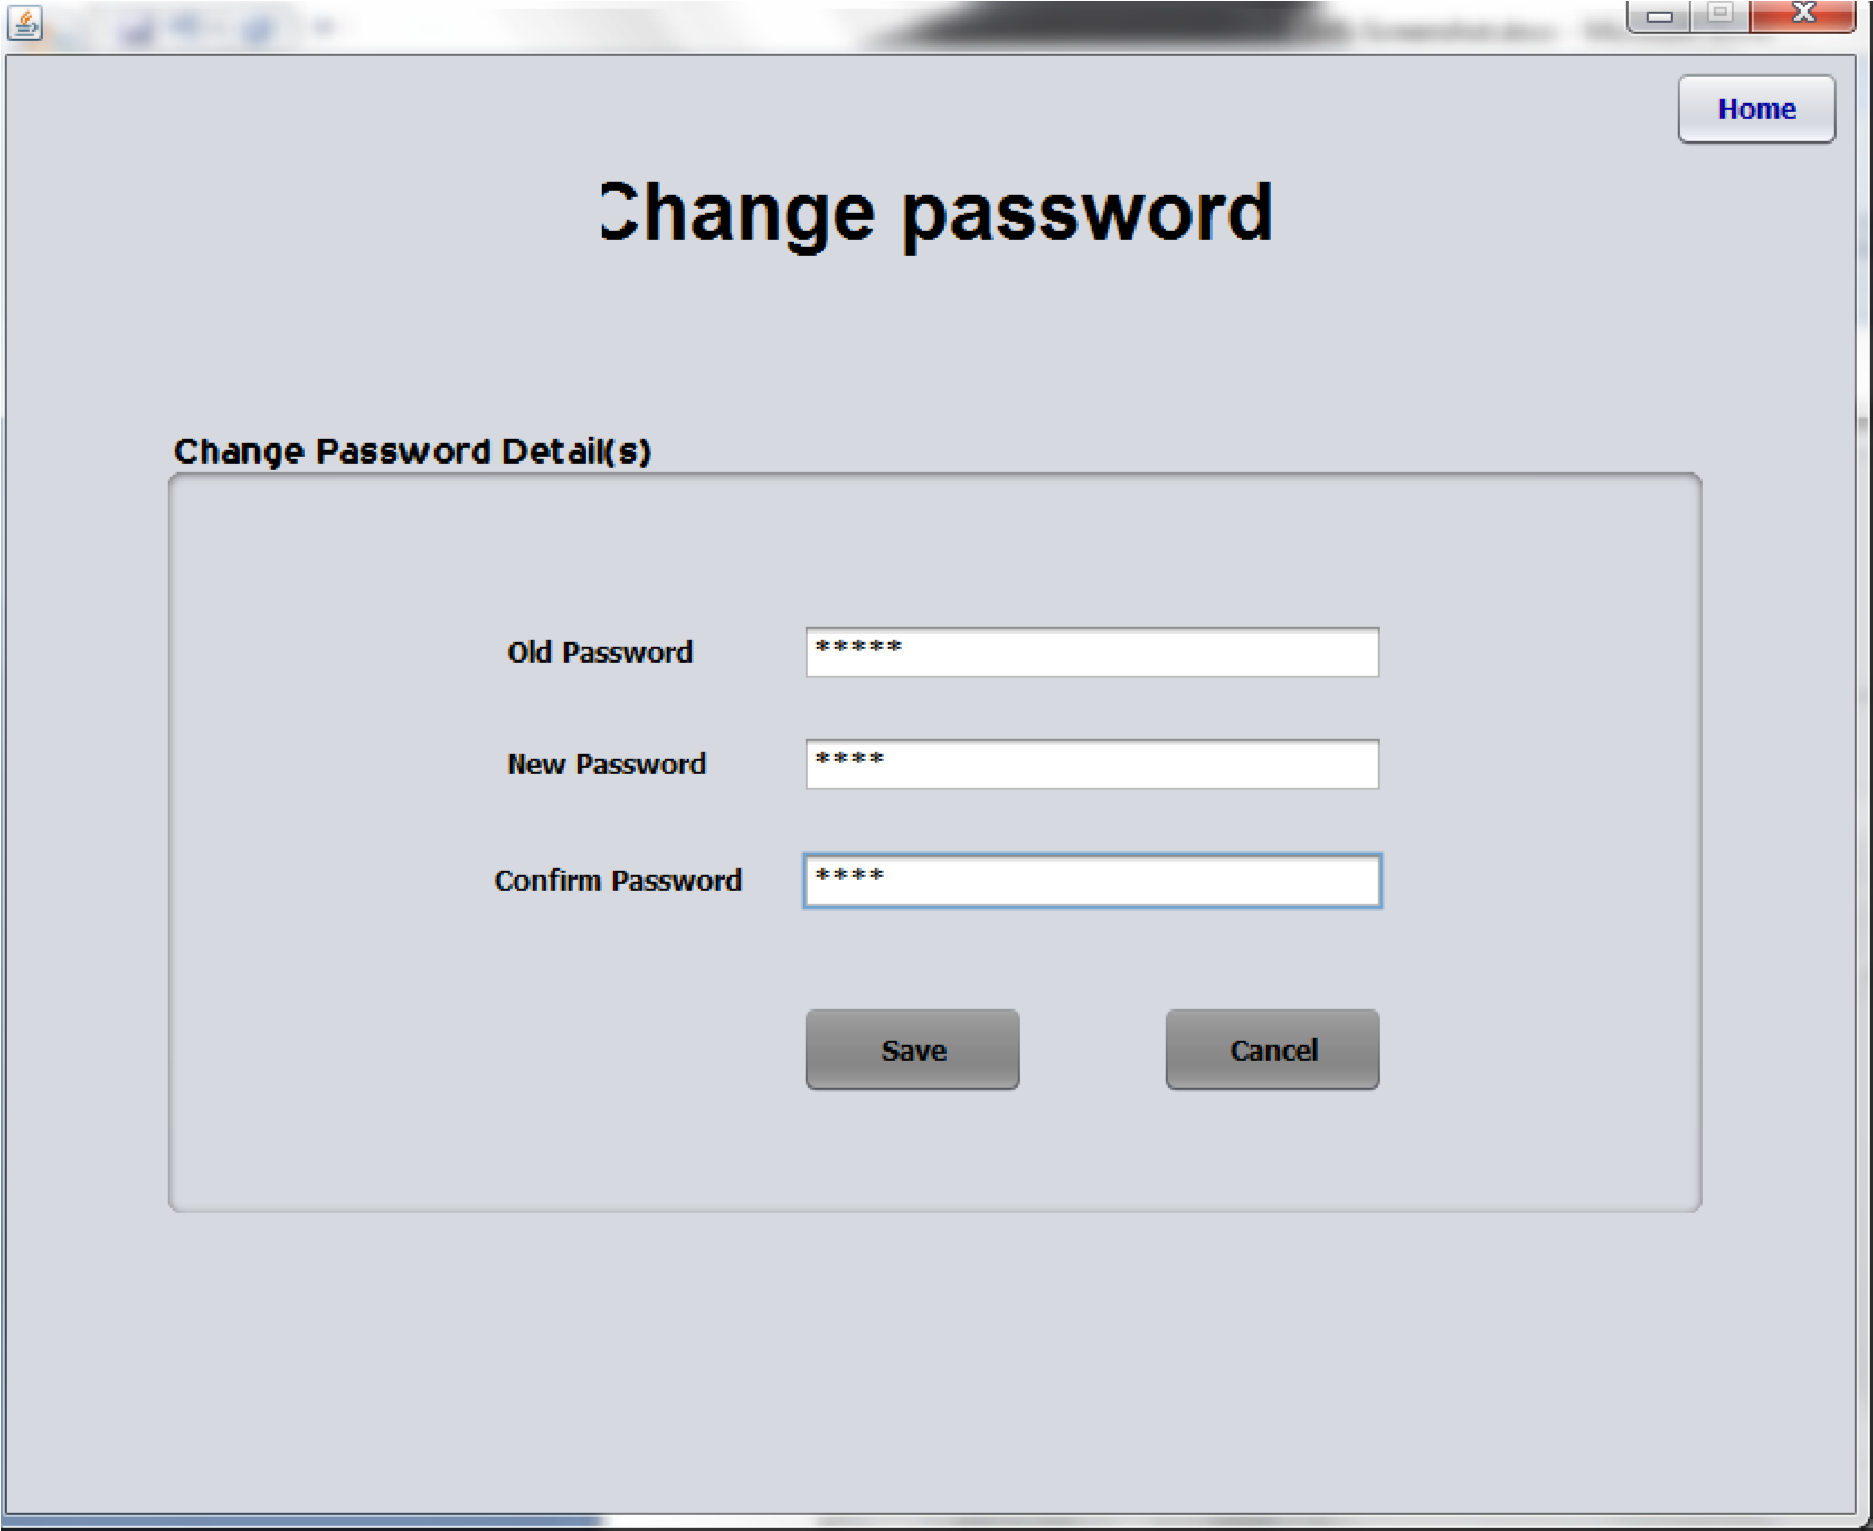 Home
Change password
Change Password Detail(s)
Old Password *****
New Password ****
Confirm Password ****
Save Cancel